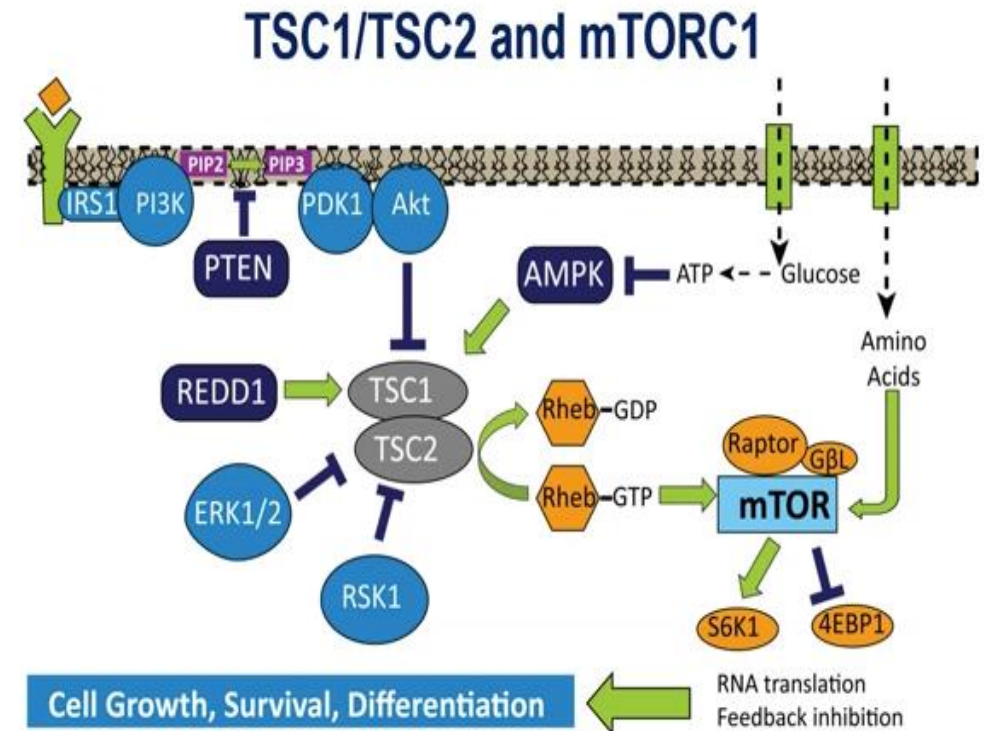 TSC1/TSC2 and mTORC1
PIP2
PIP3
IRS1
PI3K
PDK1
Akt
PTEN
AMPK
ATP
Glucose
Amino
Acids
REDD1
TSC1
TSC2
Rheb-GDP
Rheb-GTP
Raptor
GβL
mTOR
ERK1/2
RSK1
S6K1
4EBP1
Cell Growth, Survival, Differentiation
RNA translation
Feedback inhibition